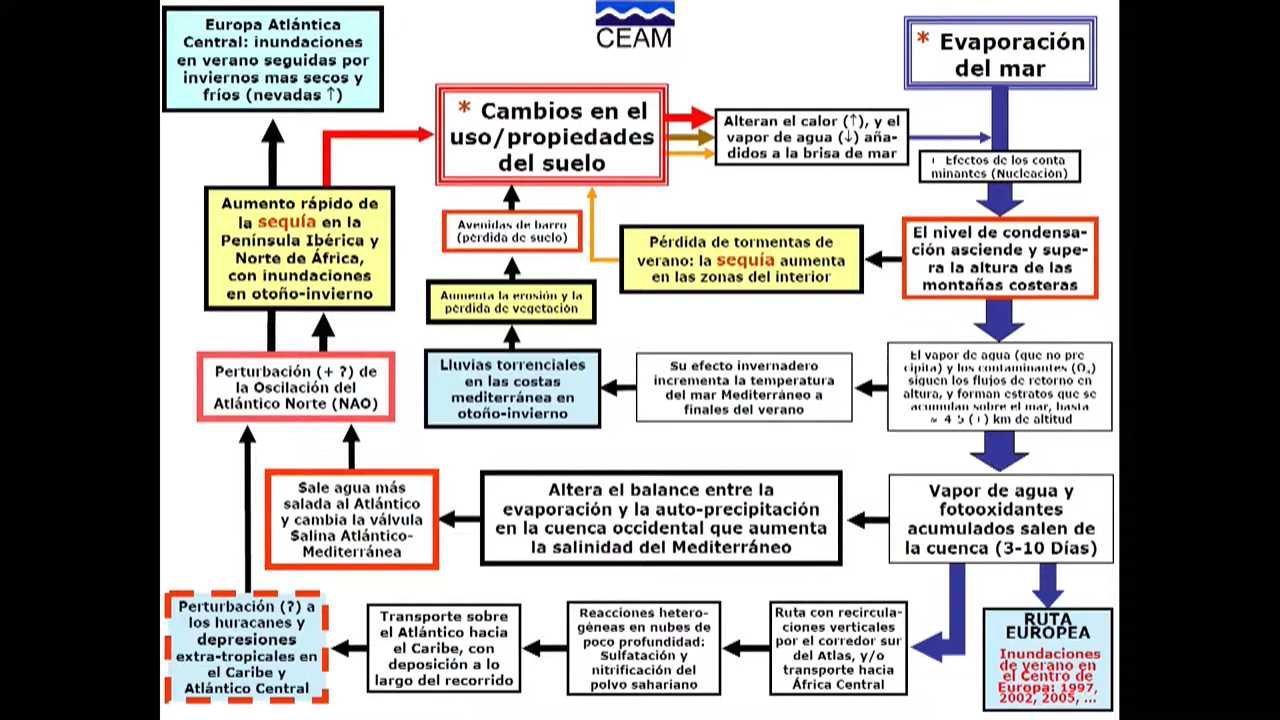 Europa Atlántica
Central: inundaciones
en verano seguidas por
inviernos mas secos y
fríos (nevadas ↑)
CEAM
* Evaporación
del mar
* Cambios en el
uso/propiedades
del suelo
Alteran el calor (↑), y el
vapor de agua (↓) aña-
didos a la brisa de mar
+ Efectos de los conta
minantes (Nucleación)
Aumento rápido de
la sequía en la
Península Ibérica y
Norte de África,
con inundaciones
en otoño-invierno
Avenidas de barro
(pérdida de suelo)
Pérdida de tormentas de
verano: la sequía aumenta
en las zonas del interior
El nivel de condensa-
ción asciende y supe-
ra la altura de las
montañas costeras
Aumenta la erosión y la
pérdida de vegetación
Perturbación (+ ?) de
la Oscilación del
Atlántico Norte (NAO)
Lluvias torrenciales
en las costas
mediterránea en
otoño-invierno
Su efecto invernadero
incrementa la temperatura
del mar Mediterráneo a
finales del verano
El vapor de agua (que no pre
cipita) y los contaminantes
siguen los flujos de retorno en
altura, y forman estratos que se
acumulan sobre el mar, hasta
km de altitud
Sale agua más
salada al Atlántico
y cambia la válvula
Salina Atlántico-
Mediterránea
Altera el balance entre la
evaporación y la auto-precipitación
en la cuenca occidental que aumenta
la salinidad del Mediterráneo
Vapor de agua y
fotooxidantes
acumulados salen de
la cuenca (3-10 Días)
Perturbación (?) a
los huracanes y
depresiones
extra-tropicales en
el Caribe y
Atlántico Central
Transporte sobre
el Atlántico hacia
el Caribe, con
deposición a lo
largo del recorrido
Reacciones hetero-
géneas en nubes de
poco profundidad:
Sulfatación y
nitrificación del
polvo sahariano
Ruta con recircula-
ciones verticales
por el corredor sur
del Atlas, y/o
transporte hacia
África Central
RUTA
EUROPEA
Inundaciones
de verano en
el Centro de
Europa: 1997,
2002, 2005, ...